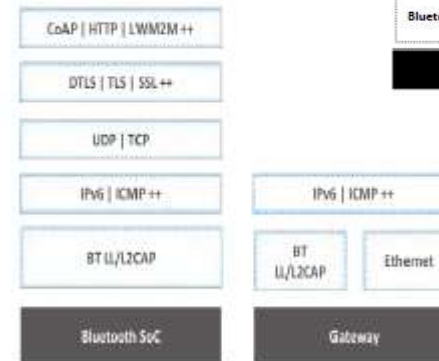 CoAP | HTTP | LWM2M ++
DTLS | TLS | SSL ++
UDP | TCP
IPv6 | ICMP ++
BT LL/L2CAP
Bluetooth SoC
IPv6 | ICMP ++
BT
LL/L2CAP
Ethernet
Gateway